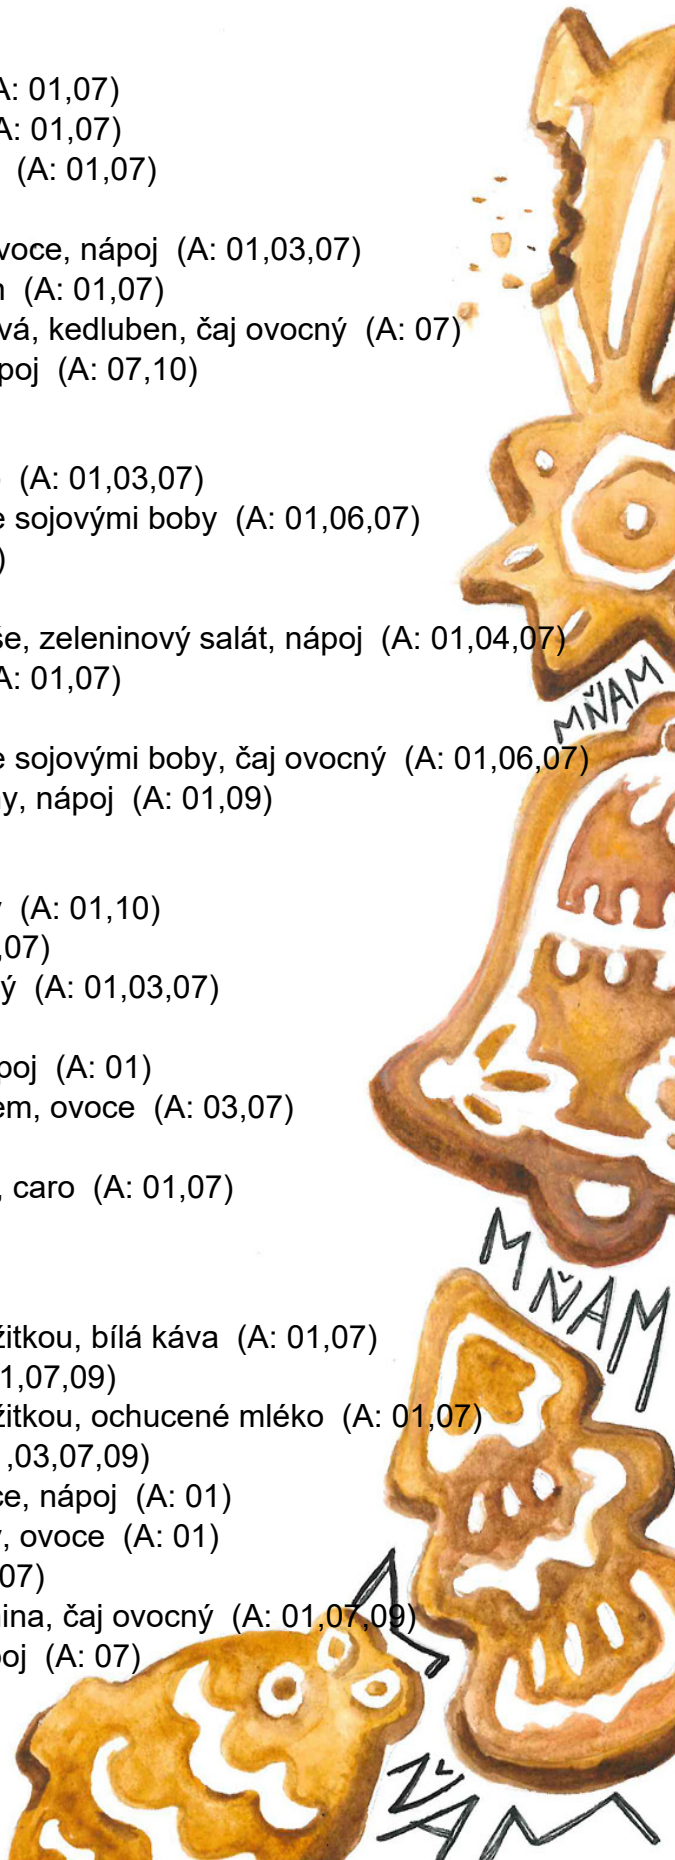 A: 01,07)
A: 01,07)
(A: 01,07)
voce, nápoj (A: 01,03,07)
(A: 01,07)
vá, kedluben, čaj ovocný (A: 07)
poj (A: 07,10)
(A: 01,03,07)
e sojovými boby (A: 01,06,07)
)
še, zeleninový salát, nápoj (A: 01,04,07)
A: 01,07)
MŇAM
e sojovými boby, čaj ovocný (A: 01,06,07)
ny, nápoj (A: 01,09)
(A: 01,10)
,07)
ý (A: 01,03,07)
poj (A: 01)
em, ovoce (A: 03,07)
, caro (A: 01,07)
MŇAM
žitkou, bílá káva (A: 01,07)
1,07,09)
žitkou, ochucené mléko (A: 01,07)
,03,07,09)
ce, nápoj (A: 01)
, ovoce (A: 01)
07)
nina, čaj ovocný (A: 01,07,09)
poj (A: 07)
MŇAM